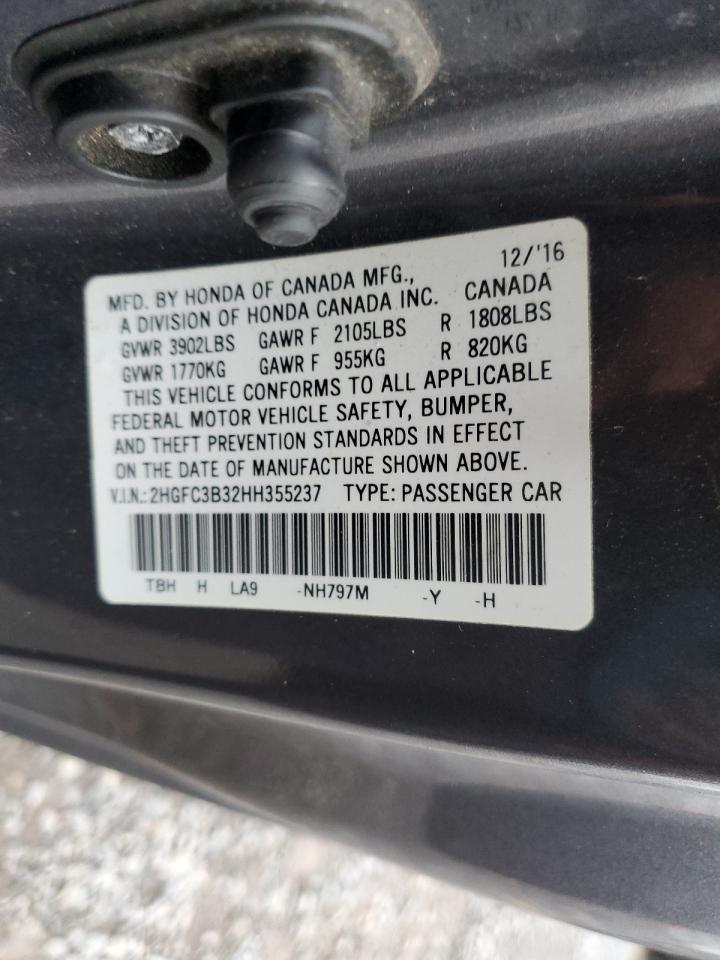 12/'16
MFD. BY HONDA OF CANADA MFG.,
A DIVISION OF HONDA CANADA INC. CANADA
GVWR 3902LBS GAWR F 2105LBS R 1808LBS
GVWR 1770KG GAWR F 955KG R 820KG
THIS VEHICLE CONFORMS TO ALL APPLICABLE
FEDERAL MOTOR VEHICLE SAFETY, BUMPER,
AND THEFT PREVENTION STANDARDS IN EFFECT
ON THE DATE OF MANUFACTURE SHOWN ABOVE.
V.I.N.: 2HGFC3B32HH355237 TYPE: PASSENGER CAR
TBH H LA9 -NH797M -Y -H